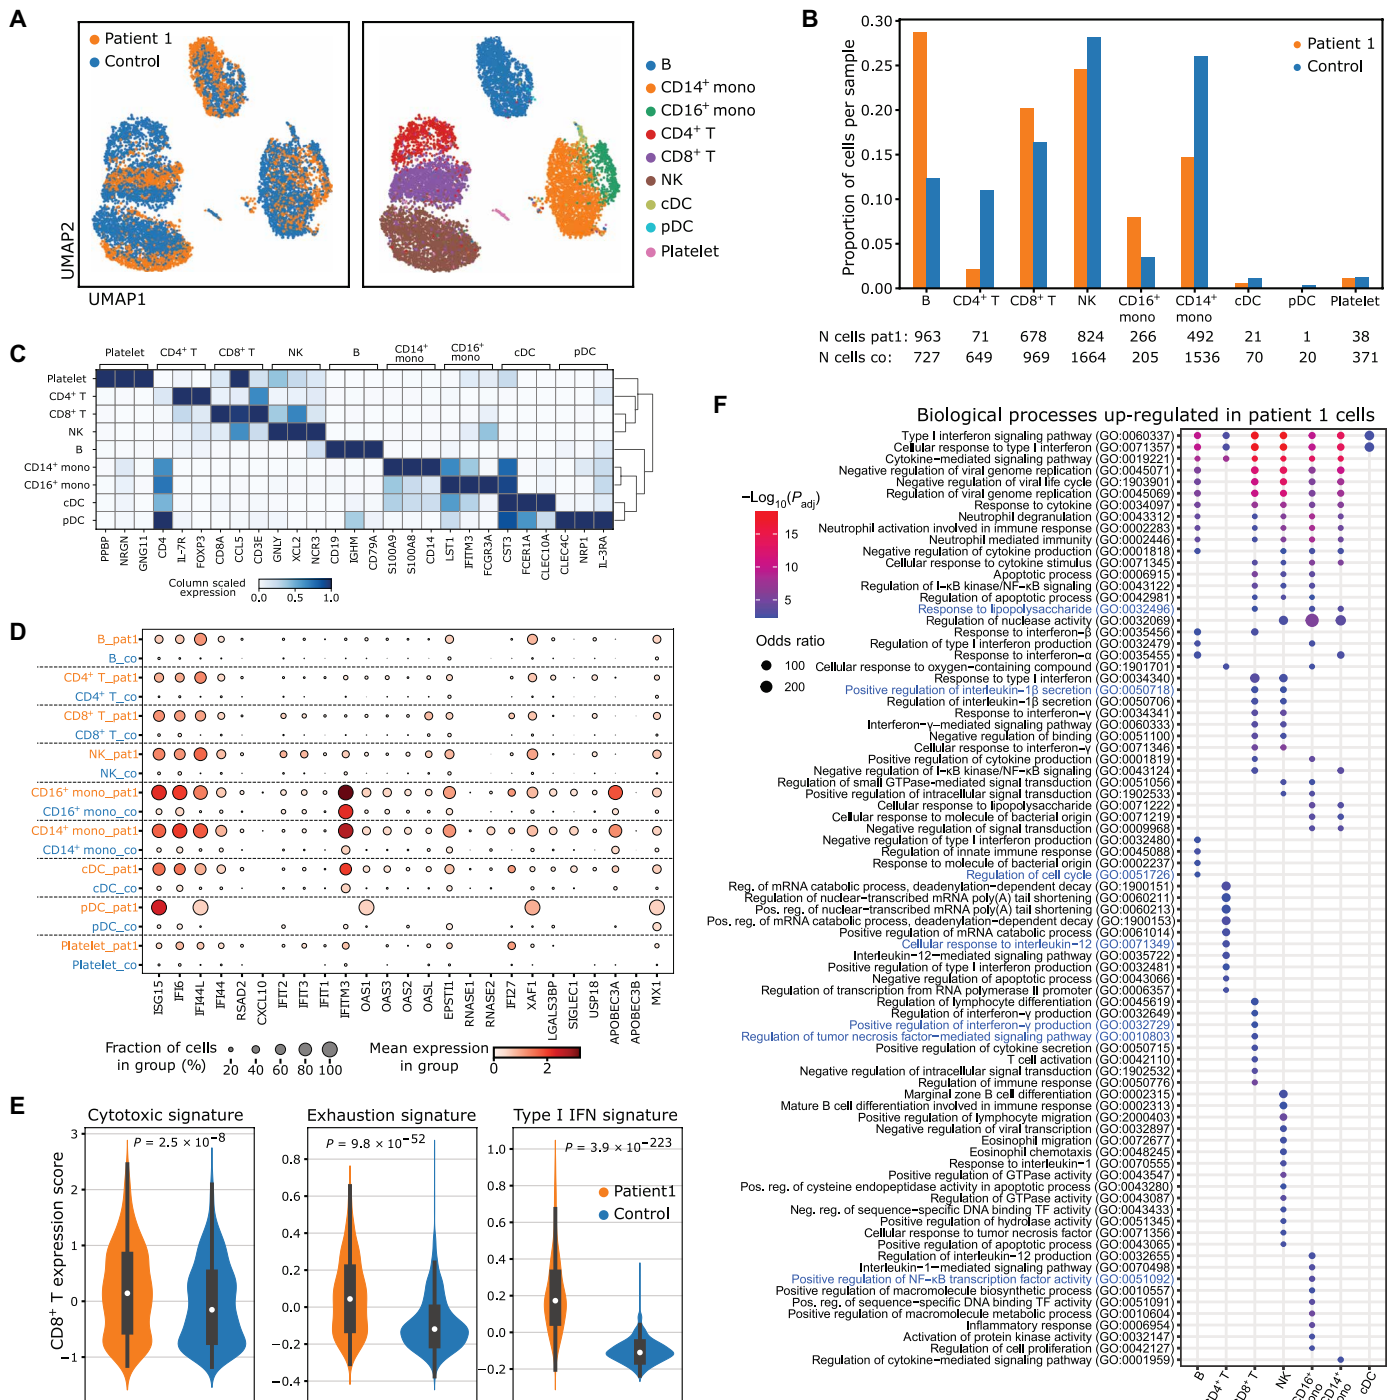 A
Patient 1
Control
UMAP2
UMAP1
B
CD14+ mono
CD16+ mono
CD4+ T
CD8+ T
NK
cDC
pDC
Platelet
B
Patient 1
Control
Proportion of cells per sample
0.30
0.25
0.20
0.15
0.10
0.05
0.00
B CD4+ T CD8+ T NK CD16+ mono CD14+ mono cDC pDC Platelet
N cells pat1: 963 71 678 824 266 492 21 1 38
N cells co: 727 649 969 1664 205 1536 70 20 371
C
Platelet CD4+ T CD8+ T NK B CD14+ mono CD16+ mono cDC pDC
Platelet
CD4+ T
CD8+ T
NK
B
CD14+ mono
CD16+ mono
cDC
pDC
PPBP NRGN GNG11 CD4 IL-7R FOXP3 CD8A CCL5 CD3E GNLY XCL2 NCR3 CD19 IGHM CD79A S100A9 S100A8 CD14 LST1 IFITM3 FCGR3A CST3 FCER1A CLEC10A CLEC4C NRP1 IL-3RA
Column scaled expression
0.0 1.0
D
B_pat1
B_co
CD4+ T_pat1
CD4+ T_co
CD8+ T_pat1
CD8+ T_co
NK_pat1
NK_co
CD16+ mono_pat1
CD16+ mono_co
CD14+ mono_pat1
CD14+ mono_co
cDC_pat1
cDC_co
pDC_pat1
pDC_co
Platelet_pat1
Platelet_co
ISG15 IFI6 IFI44L IFI44 RSAD2 CXCL10 IFIT2 IFIT3 IFIT1 IFITM3 OAS1 OAS3 OAS2 OASL EPSTI1 RNASE1 RNASE2 IFI27 XAF1 LGALS3BP SIGLEC1 USP18 APOBEC3A APOBEC3B MX1
Fraction of cells in group (%)
20 40 60 80 100
Mean expression in group
0 2
E
CD8+ T expression score
Cytotoxic signature
P = 2.5 × 10−8
3
2
1
0
−1
Exhaustion signature
P = 9.8 × 10−52
0.8
0.6
0.4
0.2
0.0
−0.2
−0.4
Type I IFN signature
P = 3.9 × 10−223
1.0
0.8
0.6
0.4
0.2
0.0
−0.2
Patient1
Control
F
Biological processes up-regulated in patient 1 cells
−Log10(Padj)
15
10
5
Odds ratio
100
200
Type I interferon signaling pathway (GO:0060337)
Cellular response to type I interferon (GO:0071357)
Cytokine−mediated signaling pathway (GO:0019221)
Negative regulation of viral genome replication (GO:0045071)
Negative regulation of viral life cycle (GO:1903901)
Regulation of viral genome replication (GO:0045069)
Response to cytokine (GO:0034097)
Neutrophil degranulation (GO:0043312)
Neutrophil activation involved in immune response (GO:0002283)
Neutrophil mediated immunity (GO:0002446)
Negative regulation of cytokine production (GO:0001818)
Cellular response to cytokine stimulus (GO:0071345)
Apoptotic process (GO:0006915)
Regulation of I−κB kinase/NF−κB signaling (GO:0043122)
Regulation of apoptotic process (GO:0042981)
Response to lipopolysaccharide (GO:0032496)
Regulation of nuclease activity (GO:0032069)
Response to interferon−β (GO:0035456)
Regulation of type I interferon production (GO:0032479)
Response to interferon−α (GO:0035455)
Cellular response to oxygen−containing compound (GO:1901701)
Response to type I interferon (GO:0034340)
Positive regulation of interleukin−1β secretion (GO:0050718)
Regulation of interleukin−1β secretion (GO:0050706)
Response to interferon−γ (GO:0034341)
Interferon−γ−mediated signaling pathway (GO:0060333)
Negative regulation of binding (GO:0051100)
Cellular response to interferon−γ (GO:0071346)
Positive regulation of cytokine production (GO:0001819)
Negative regulation of I−κB kinase/NF−κB signaling (GO:0043124)
Regulation of small GTPase−mediated signal transduction (GO:0051056)
Positive regulation of intracellular signal transduction (GO:1902533)
Cellular response to lipopolysaccharide (GO:0071222)
Cellular response to molecule of bacterial origin (GO:0071219)
Negative regulation of signal transduction (GO:0009968)
Negative regulation of type I interferon production (GO:0032480)
Regulation of innate immune response (GO:0045088)
Response to molecule of bacterial origin (GO:0002237)
Regulation of cell cycle (GO:0051726)
Reg. of mRNA catabolic process, deadenylation−dependent decay (GO:1900151)
Regulation of nuclear−transcribed mRNA poly(A) tail shortening (GO:0060211)
Pos. reg. of nuclear−transcribed mRNA poly(A) tail shortening (GO:0060213)
Pos. reg. of mRNA catabolic process, deadenylation−dependent decay (GO:1900153)
Positive regulation of mRNA catabolic process (GO:0061014)
Cellular response to interleukin−12 (GO:0071349)
Interleukin−12−mediated signaling pathway (GO:0035722)
Positive regulation of type I interferon production (GO:0032481)
Negative regulation of apoptotic process (GO:0043066)
Regulation of transcription from RNA polymerase II promoter (GO:0006357)
Regulation of lymphocyte differentiation (GO:0045619)
Regulation of interferon−γ production (GO:0032649)
Positive regulation of interferon−γ production (GO:0032729)
Regulation of tumor necrosis factor−mediated signaling pathway (GO:0010803)
Positive regulation of cytokine secretion (GO:0050715)
T cell activation (GO:0042110)
Negative regulation of intracellular signal transduction (GO:1902532)
Regulation of immune response (GO:0050776)
Marginal zone B cell differentiation (GO:0002315)
Mature B cell differentiation involved in immune response (GO:0002313)
Positive regulation of lymphocyte migration (GO:2000403)
Negative regulation of viral transcription (GO:0032897)
Eosinophil migration (GO:0072677)
Eosinophil chemotaxis (GO:0048245)
Response to interleukin−1 (GO:0070555)
Positive regulation of GTPase activity (GO:0043547)
Pos. reg. of cysteine endopeptidase activity in apoptotic process (GO:0043280)
Regulation of GTPase activity (GO:0043087)
Neg. reg. of sequence−specific DNA binding TF activity (GO:0043433)
Positive regulation of hydrolase activity (GO:0051345)
Cellular response to tumor necrosis factor (GO:0071356)
Positive regulation of apoptotic process (GO:0043065)
Regulation of interleukin−12 production (GO:0032655)
Interleukin−1−mediated signaling pathway (GO:0070498)
Positive regulation of NF−κB transcription factor activity (GO:0051092)
Positive regulation of macromolecule biosynthetic process (GO:0010557)
Pos. reg. of sequence−specific DNA binding TF activity (GO:0051091)
Positive regulation of macromolecule metabolic process (GO:0010604)
Inflammatory response (GO:0006954)
Activation of protein kinase activity (GO:0032147)
Regulation of cell proliferation (GO:0042127)
Regulation of cytokine−mediated signaling pathway (GO:0001959)
B CD4+ T CD8+ T NK CD16+ CD14+ cDC